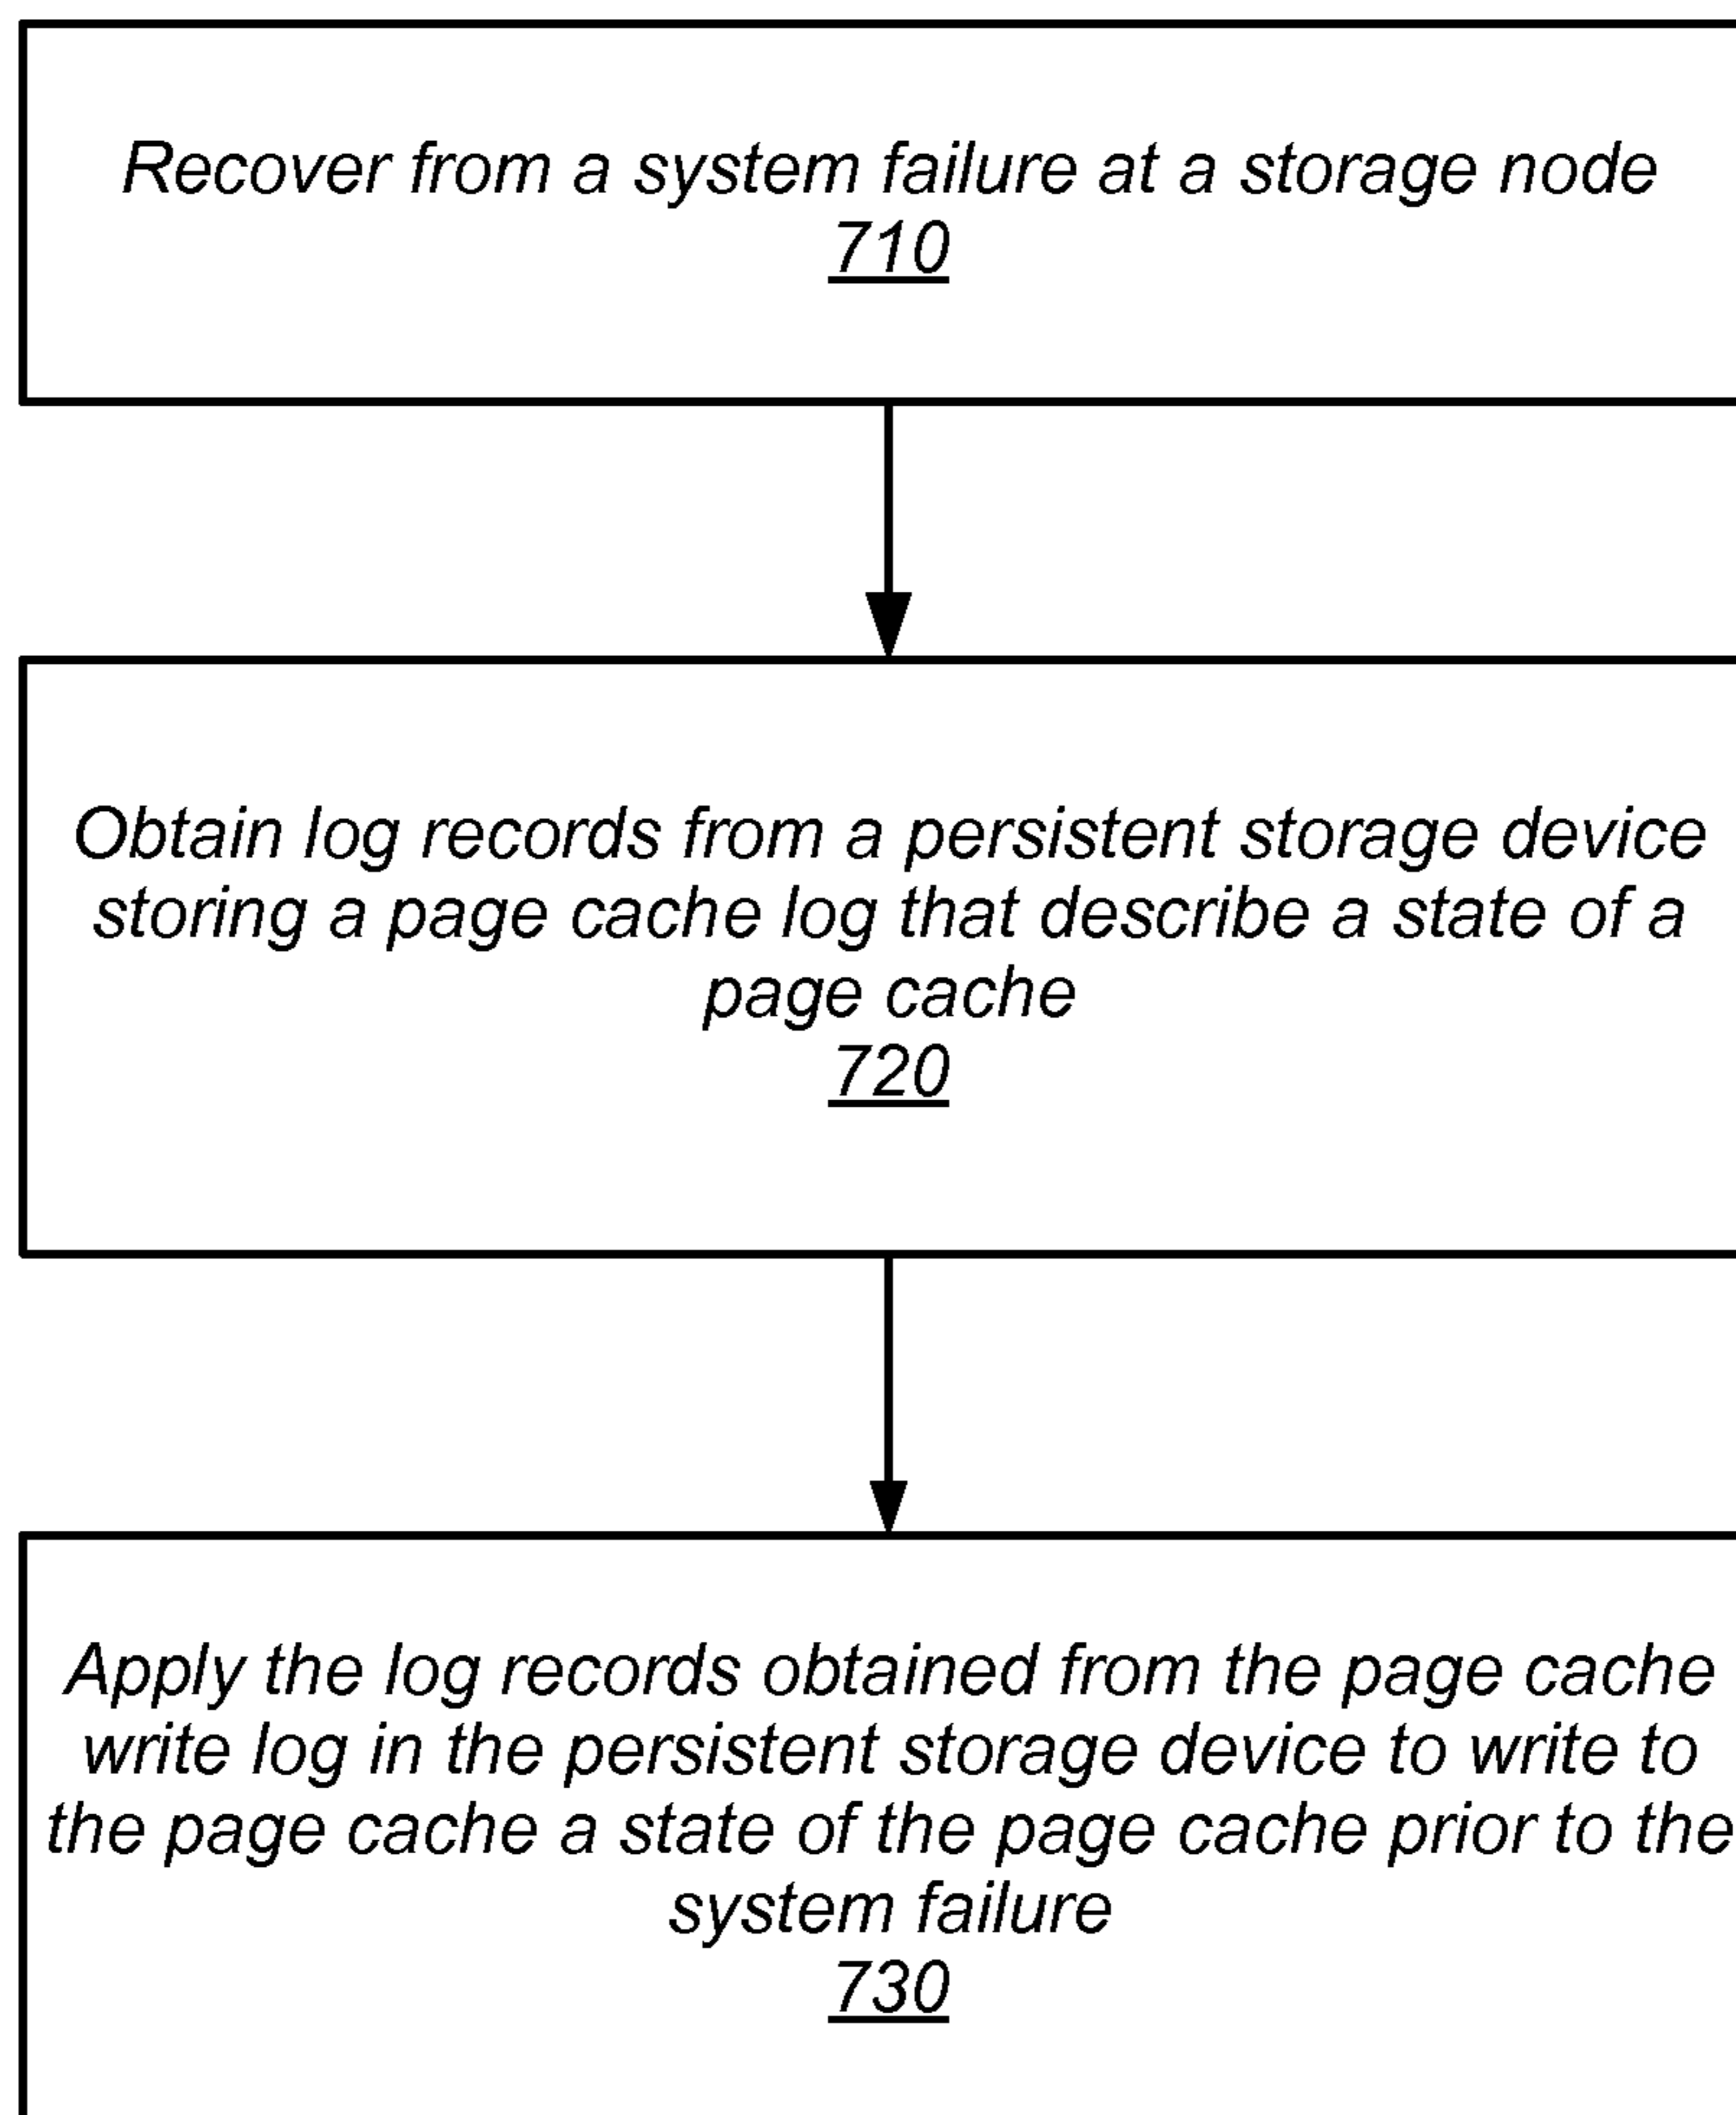 Recover from a system failure at a storage node
710
Obtain log records from a persistent storage device
storing a page cache log that describe a state of a
page cache
720
Apply the log records obtained from the page cache
write log in the persistent storage device to write to
the page cache a state of the page cache prior to the
system failure
730